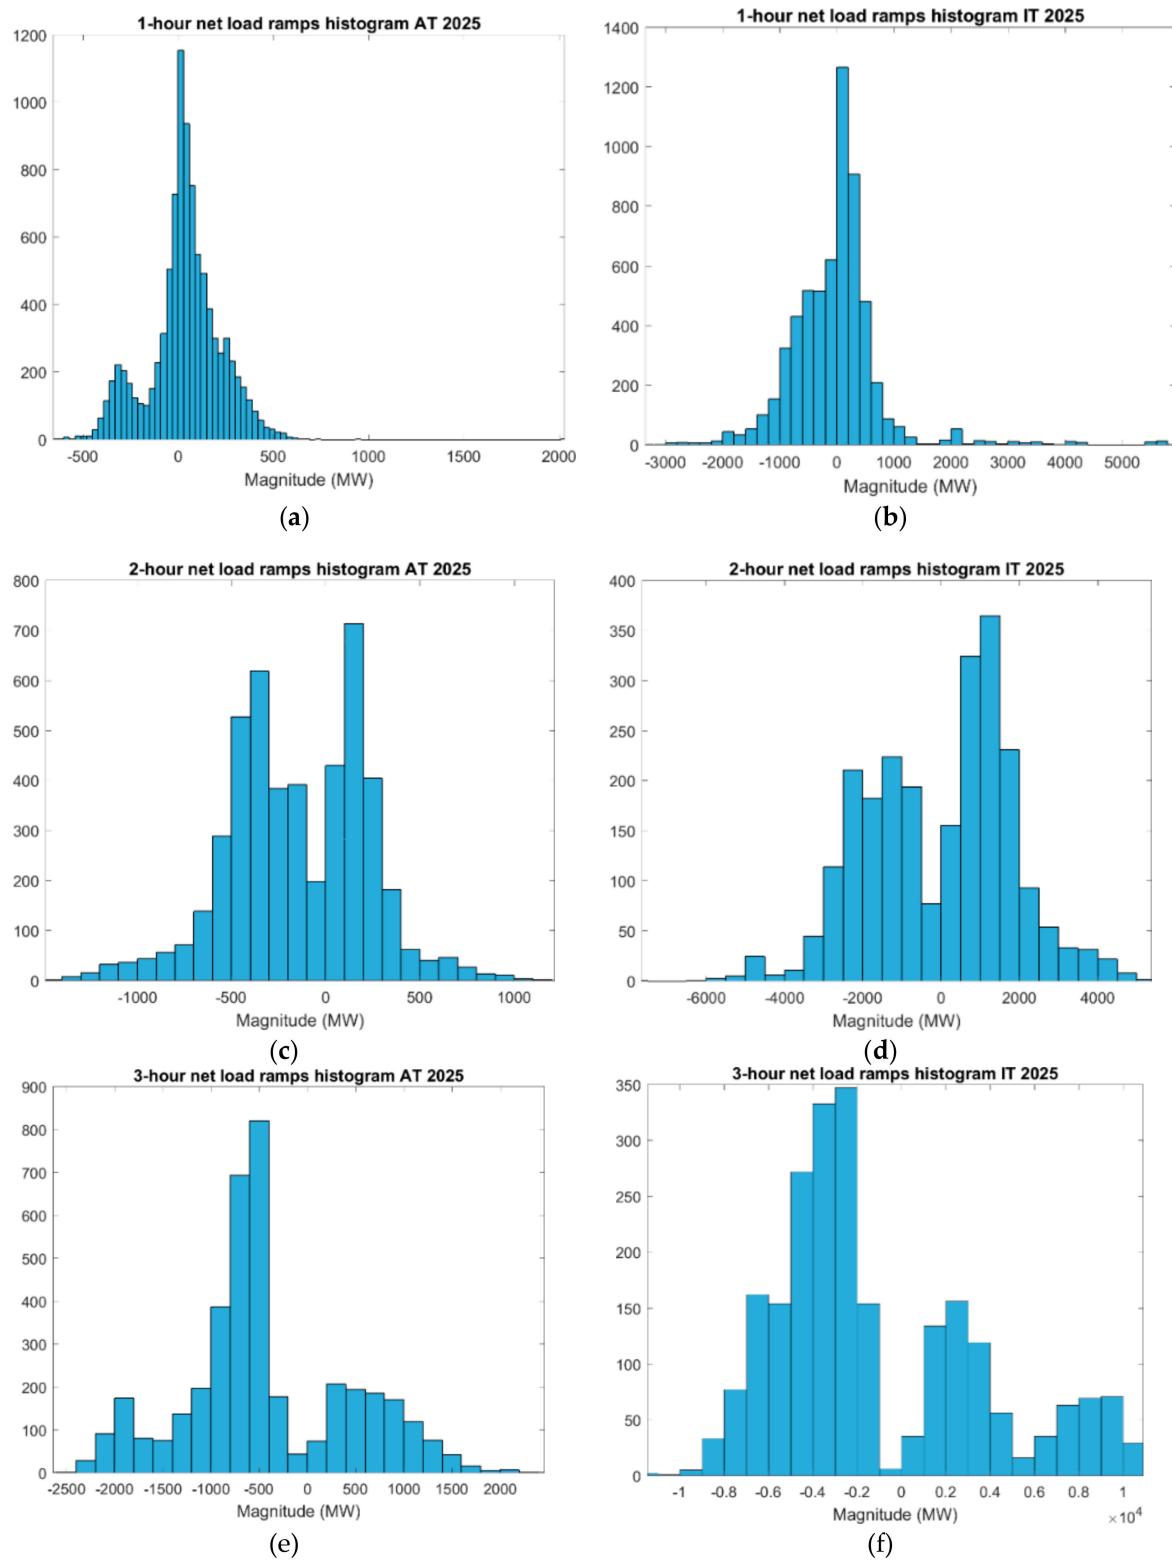 1-hour net load ramps histogram AT 2025
1200
1000
800
600
400
200
0
-500 0 500 1000 1500 2000
Magnitude (MW)
(a)
1-hour net load ramps histogram IT 2025
1400
1200
1000
800
600
400
200
0
-3000 -2000 -1000 0 1000 2000 3000 4000 5000
Magnitude (MW)
(b)
2-hour net load ramps histogram AT 2025
800
700
600
500
400
300
200
100
0
-1000 -500 0 500 1000
Magnitude (MW)
(c)
2-hour net load ramps histogram IT 2025
400
350
300
250
200
150
100
50
0
-6000 -4000 -2000 0 2000 4000
Magnitude (MW)
(d)
3-hour net load ramps histogram AT 2025
900
800
700
600
500
400
300
200
100
0
-2500 -2000 -1500 -1000 -500 0 500 1000 1500 2000
Magnitude (MW)
(e)
3-hour net load ramps histogram IT 2025
350
300
250
200
150
100
50
0
-1 -0.8 -0.6 -0.4 -0.2 0 0.2 0.4 0.6 0.8 1
Magnitude (MW) ×10⁴
(f)